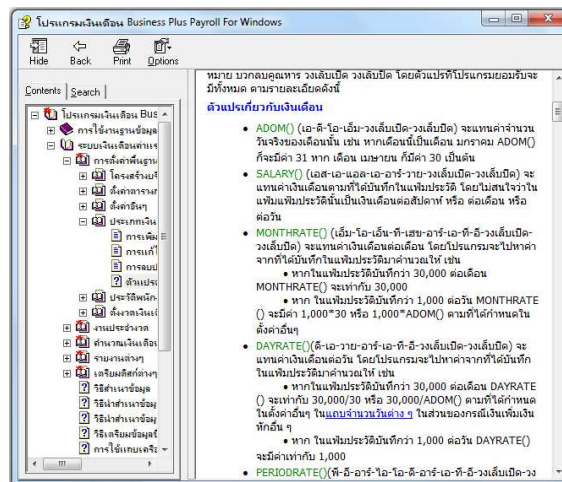 โปรแกรมเงินเดือน Business Plus Payroll For Windows
Hide Back Print Options
Contents Search
โปรแกรมเงินเดือน Bus
การใช้งานฐานข้อมูล
ระบบเงินเดือนค่าแร
การตั้งค่าพื้นฐาน
โครงสร้างบริ
ตั้งค่าตารางภ
ตั้งค่าอื่นๆ
ประเภทเงิน
การเพิ่ม
การแก้ไ
การลบป
ตัวแปรเ
ประวัติพนัก
ตั้งงวดเงินเดื
งานประจำงวด
คำนวณเงินเดือน
รายงานต่างๆ
เตรียมดิสก์ต่างๆ
วิธีสำเนาข้อมูล
วิธีนำสำเนาข้อมู
วิธีนำสำเนาข้อมู
วิธีเตรียมข้อมูลป
การใช้แถบเครื่
หมาย บวกลบคูณหาร วงเล็บเปิด วงเล็บปิด โดยตัวแปรที่โปรแกรมยอมรับจะ
มีทั้งหมด ตามรายละเอียดดังนี้
ตัวแปรเกี่ยวกับเงินเดือน
• ADOM() (เอ-ดี-โอ-เอ็ม-วงเล็บเปิด-วงเล็บปิด) จะแทนค่าจำนวน
วันจริงของเดือนนั้น เช่น หากเดือนนี้เป็นเดือน มกราคม ADOM()
ก็จะมีค่า 31 หาก เดือน เมษายน ก็มีค่า 30 เป็นต้น
• SALARY() (เอส-เอ-แอล-เอ-อาร์-วาย-วงเล็บเปิด-วงเล็บปิด) จะ
แทนค่าเงินเดือนตามที่ได้บันทึกในแฟ้มประวัติ โดยไม่สนใจว่าใน
แฟ้มแฟ้มประวัตินั้นเป็นเงินเดือนต่อสัปดาห์ หรือ ต่อเดือน หรือ
ต่อวัน
• MONTHRATE() (เอ็ม-โอ-เอ็น-ที-เฮช-อาร์-เอ-ที-อี-วงเล็บเปิด-
วงเล็บปิด) จะแทนค่าเงินเดือนต่อเดือน โดยโปรแกรมจะไปหาค่า
จากที่ได้บันทึกในแฟ้มประวัติมาคำนวณให้ เช่น
• หากในแฟ้มประวัติบันทึกว่า 30,000 ต่อเดือน
MONTHRATE() จะเท่ากับ 30,000
• หาก ในแฟ้มประวัติบันทึกว่า 1,000 ต่อวัน MONTHRATE
() จะมีค่า 1,000*30 หรือ 1,000*ADOM() ตามที่ได้กำหนดใน
ตั้งค่าอื่นๆ
• DAYRATE()(ดี-เอ-วาย-อาร์-เอ-ที-อี-วงเล็บเปิด-วงเล็บปิด) จะ
แทนค่าเงินเดือนต่อวัน โดยโปรแกรมจะไปหาค่าจากที่ได้บันทึก
ในแฟ้มประวัติมาคำนวณให้ เช่น
• หากในแฟ้มประวัติบันทึกว่า 30,000 ต่อเดือน DAYRATE
() จะเท่ากับ 30,000/30 หรือ 30,000/ADOM() ตามที่ได้กำหนด
ในตั้งค่าอื่นๆ ในแถบจำนวนวันต่าง ๆ ในส่วนของกรณีเงินเพิ่มเงิน
หักอื่น ๆ
• หาก ในแฟ้มประวัติบันทึกว่า 1,000 ต่อวัน DAYRATE()
จะมีค่าเท่ากับ 1,000
• PERIODRATE()(พี-อี-อาร์-ไอ-โอ-ดี-อาร์-เอ-ที-อี-วงเล็บเปิด-วง